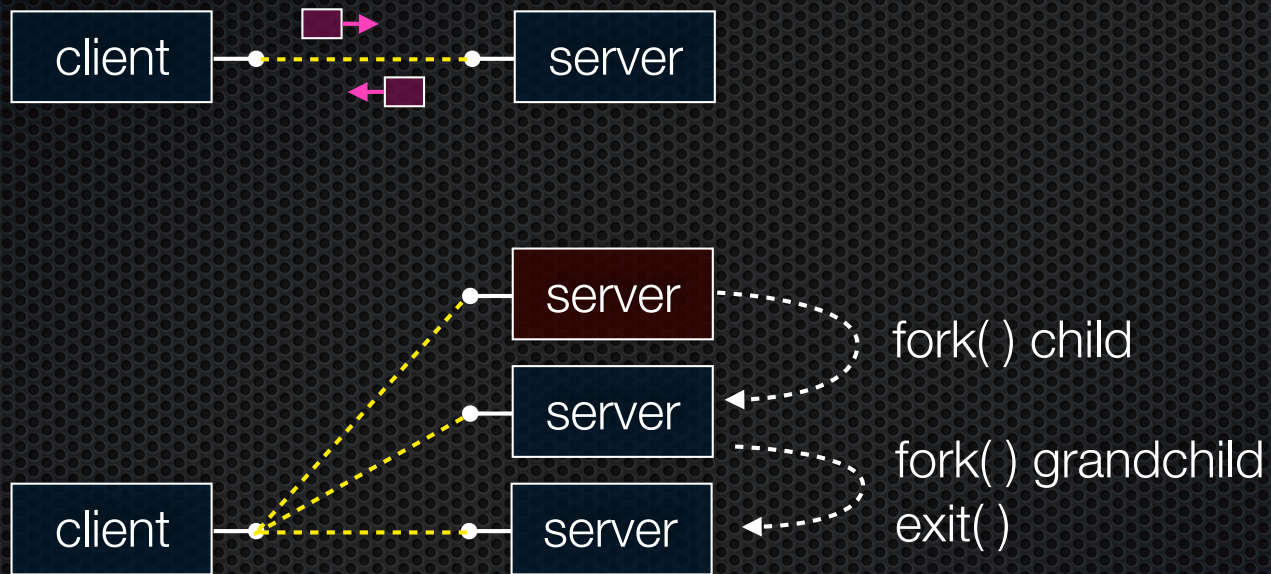 client
server
server
fork( ) child
server
fork( ) grandchild
exit( )
client
server